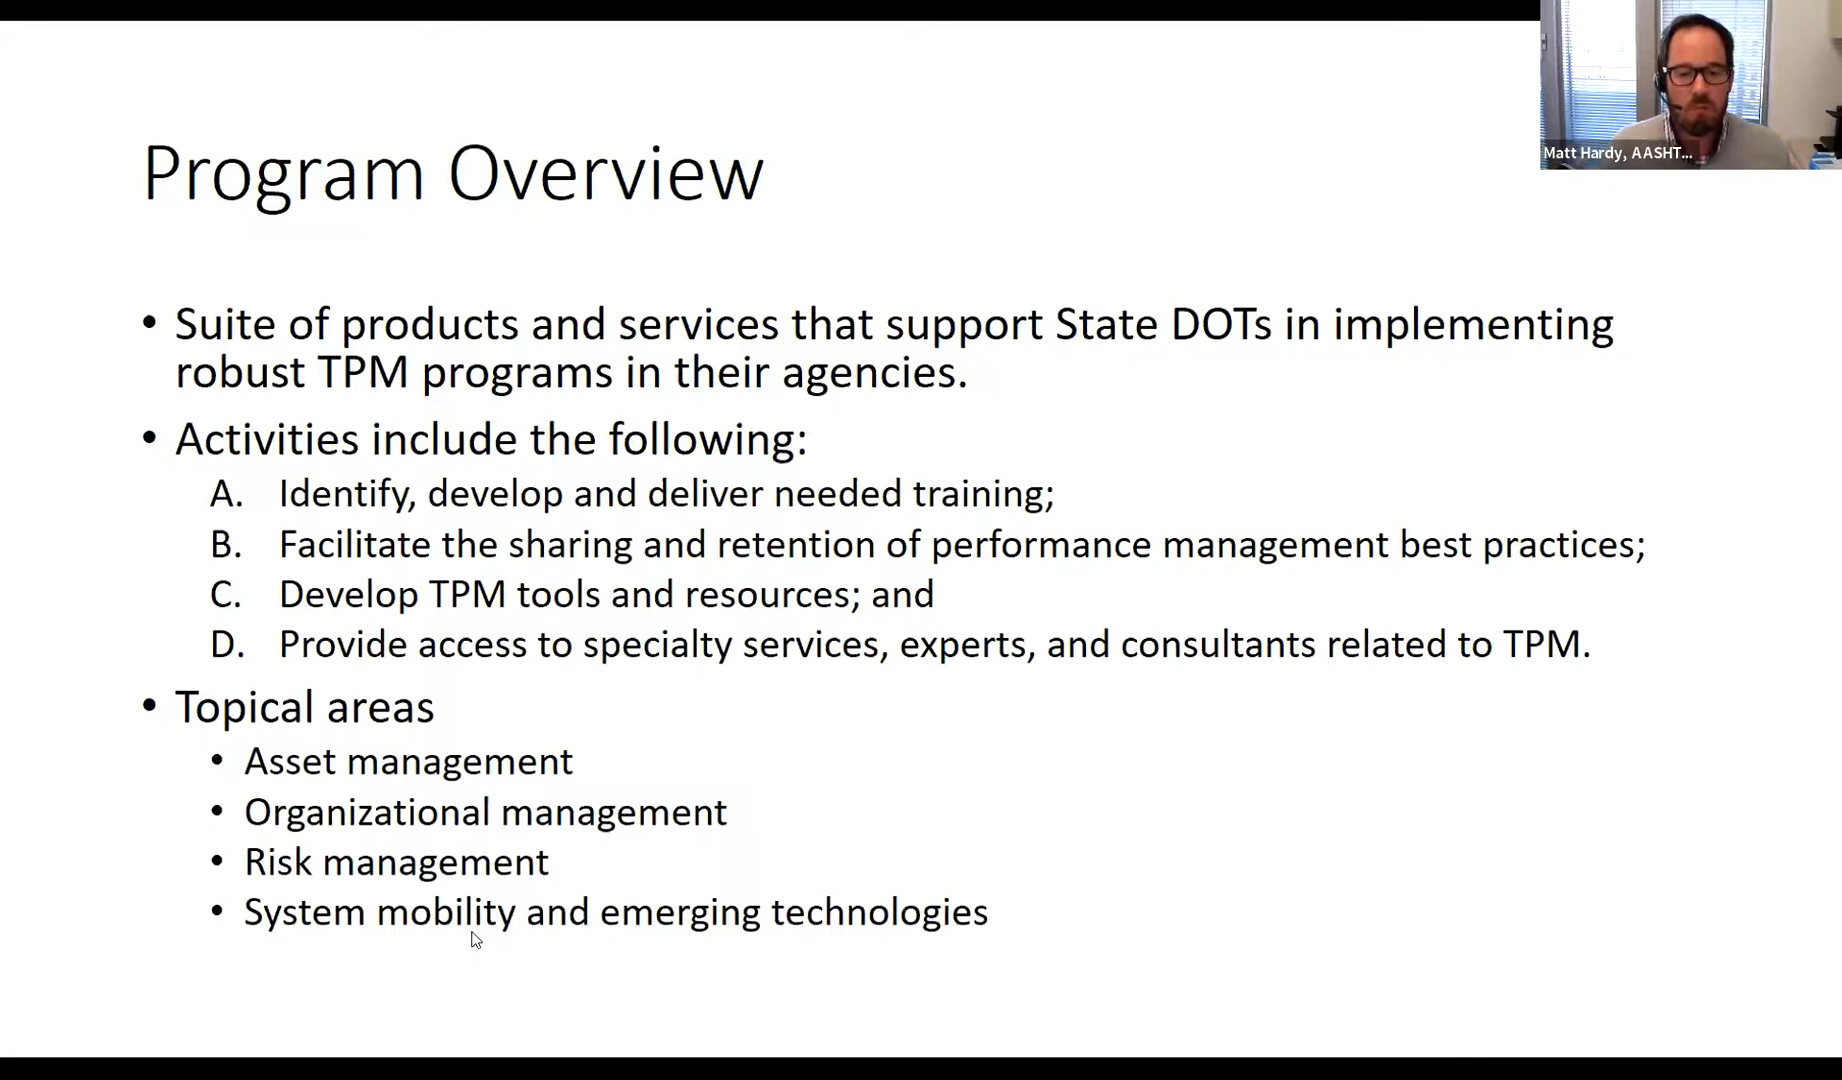 Matt Hardy, AASHT...
Program Overview
• Suite of products and services that support State DOTs in implementing
robust TPM programs in their agencies.
• Activities include the following:
A. Identify, develop and deliver needed training;
B. Facilitate the sharing and retention of performance management best practices;
C. Develop TPM tools and resources; and
D. Provide access to specialty services, experts, and consultants related to TPM.
• Topical areas
• Asset management
• Organizational management
• Risk management
• System mobility and emerging technologies